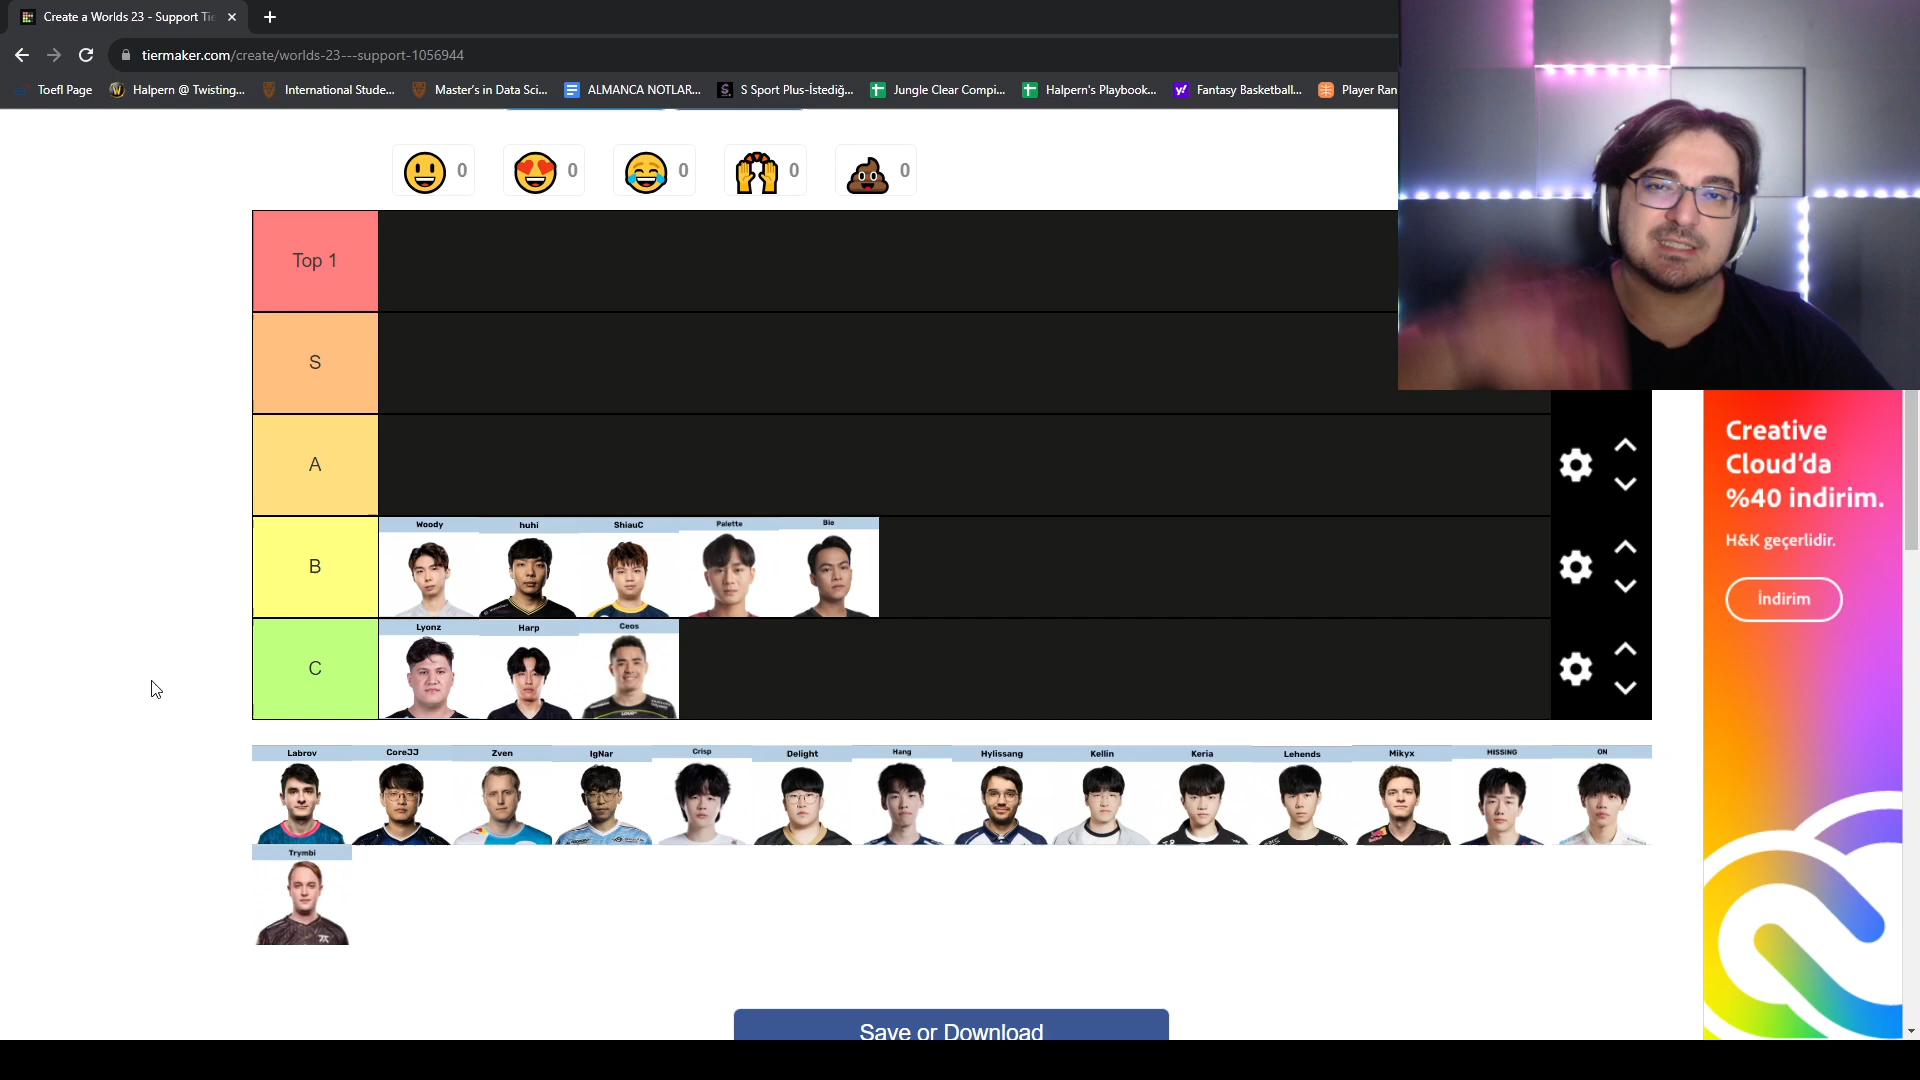 Create a Worlds 23 - Support Tie
tiermaker.com/create/worlds-23---support-1056944
Toefl Page
Halpern @ Twisting...
International Stude...
Master's in Data Sci...
ALMANCA NOTLAR...
S Sport Plus-İstediğ...
Jungle Clear Compi...
Halpern's Playbook...
Fantasy Basketball...
Player Ran
0
0
0
0
0
Top 1
S
A
B
Woody
huhi
ShiauC
Palette
Bie
C
Lyonz
Harp
Ceos
Labrov
CoreJJ
Zven
IgNar
Crisp
Delight
Hang
Hylissang
Kellin
Keria
Lehends
Mikyx
MISSING
ON
Trymbi
Save or Download
Creative
Cloud'da
%40 indirim.
H&K geçerlidir.
İndirim